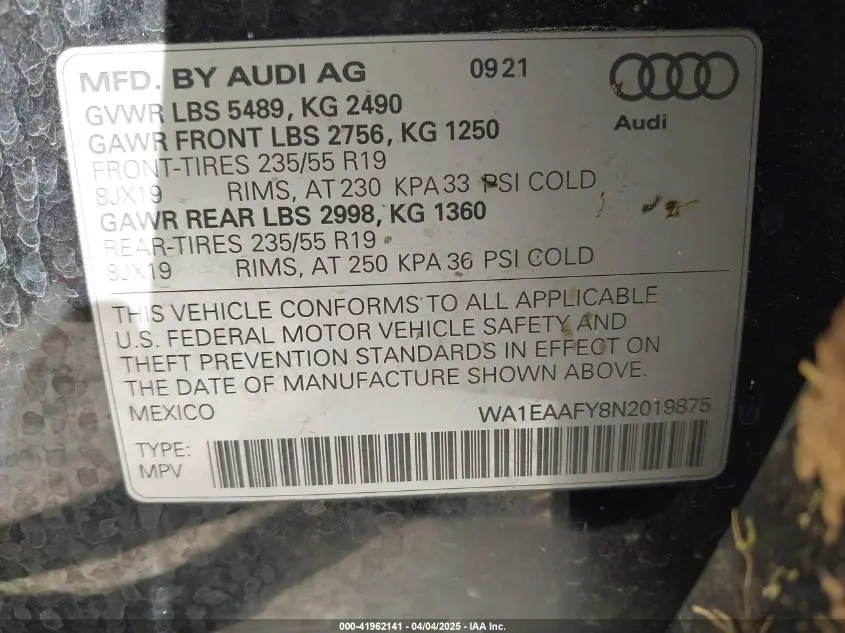 MFD. BY AUDI AG 09 21
Audi
GVWR LBS 5489, KG 2490
GAWR FRONT LBS 2756, KG 1250
FRONT-TIRES 235/55 R19
8JX19 RIMS, AT 230 KPA 33 PSI COLD
GAWR REAR LBS 2998, KG 1360
REAR-TIRES 235/55 R19
8JX19 RIMS, AT 250 KPA 36 PSI COLD
THIS VEHICLE CONFORMS TO ALL APPLICABLE
U.S. FEDERAL MOTOR VEHICLE SAFETY AND
THEFT PREVENTION STANDARDS IN EFFECT ON
THE DATE OF MANUFACTURE SHOWN ABOVE.
MEXICO WA1EAAFY8N2019875
TYPE:
MPV
000-41962141 - 04/04/2025 - IAA Inc.